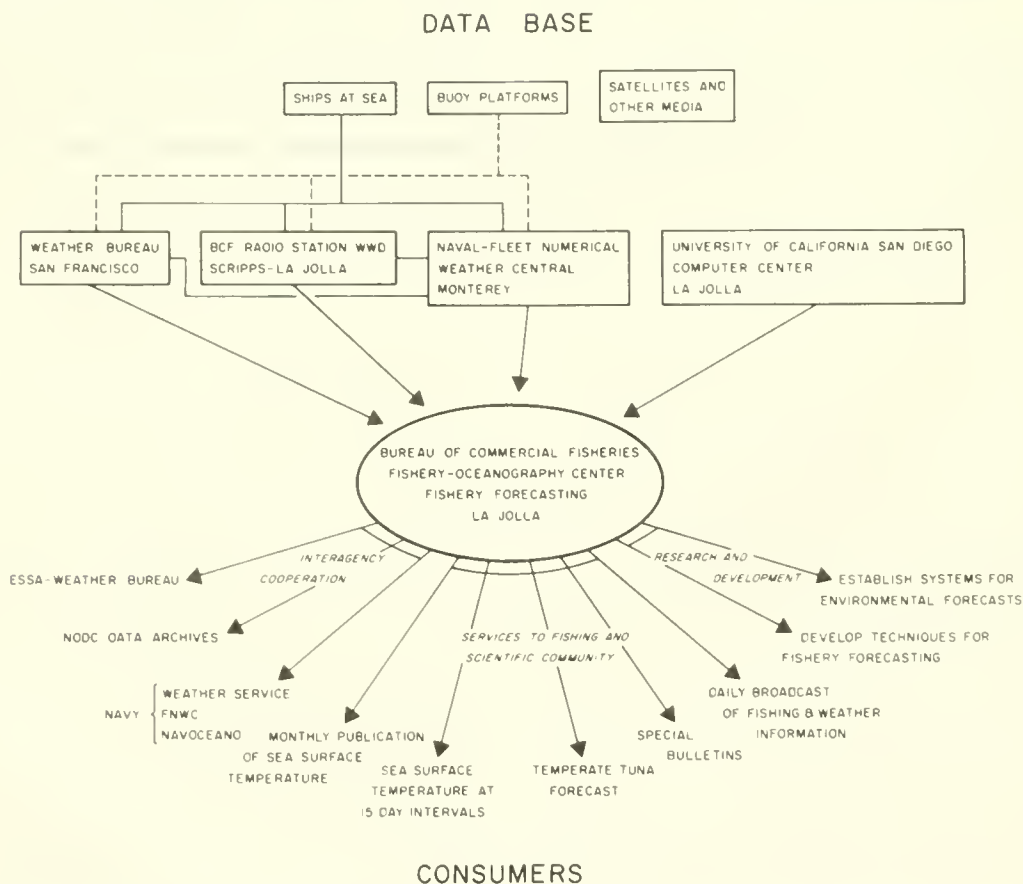 DATA BASE
SHIPS AT SEA
BUOY PLATFORMS
SATELLITES AND
OTHER MEDIA
WEATHER BUREAU
SAN FRANCISCO
BCF RADIO STATION WWD
SCRIPPS-LA JOLLA
NAVAL-FLEET NUMERICAL
WEATHER CENTRAL
MONTEREY
UNIVERSITY OF CALIFORNIA SAN DIEGO
COMPUTER CENTER
LA JOLLA
BUREAU OF COMMERCIAL FISHERIES
FISHERY-OCEANOGRAPHY CENTER
FISHERY FORECASTING
LA JOLLA
INTERAGENCY
COOPERATION
RESEARCH AND
DEVELOPMENT
SERVICES TO FISHING AND
SCIENTIFIC COMMUNITY
ESSA-WEATHER BUREAU
NODC DATA ARCHIVES
NAVY
WEATHER SERVICE
FNWC
NAVOCEANO
MONTHLY PUBLICATION
OF SEA SURFACE
TEMPERATURE
SEA SURFACE
TEMPERATURE AT
15 DAY INTERVALS
TEMPERATE TUNA
FORECAST
SPECIAL
BULLETINS
DAILY BROADCAST
OF FISHING & WEATHER
INFORMATION
DEVELOP TECHNIQUES FOR
FISHERY FORECASTING
ESTABLISH SYSTEMS FOR
ENVIRONMENTAL FORECASTS
CONSUMERS